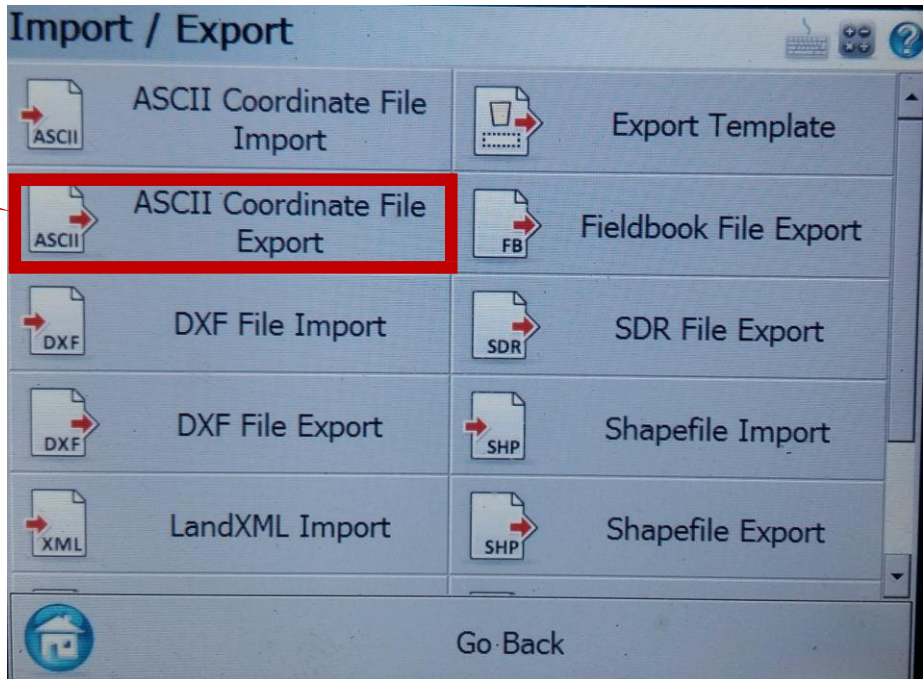 Import / Export
ASCII
ASCII Coordinate File
Import
Export Template
ASCII
ASCII Coordinate File
Export
FB
Fieldbook File Export
DXF
DXF File Import
SDR
SDR File Export
DXF
DXF File Export
SHP
Shapefile Import
XML
LandXML Import
SHP
Shapefile Export
Go Back